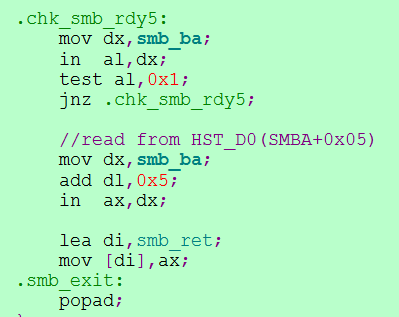 .chk_smb_rdy5:
mov dx,smb_ba;
in al,dx;
test al,0x1;
jnz .chk_smb_rdy5;
//read from HST_D0(SMBA+0x05)
mov dx,smb_ba;
add dl,0x5;
in ax,dx;
lea di,smb_ret;
mov [di],ax;
.smb_exit:
popad;